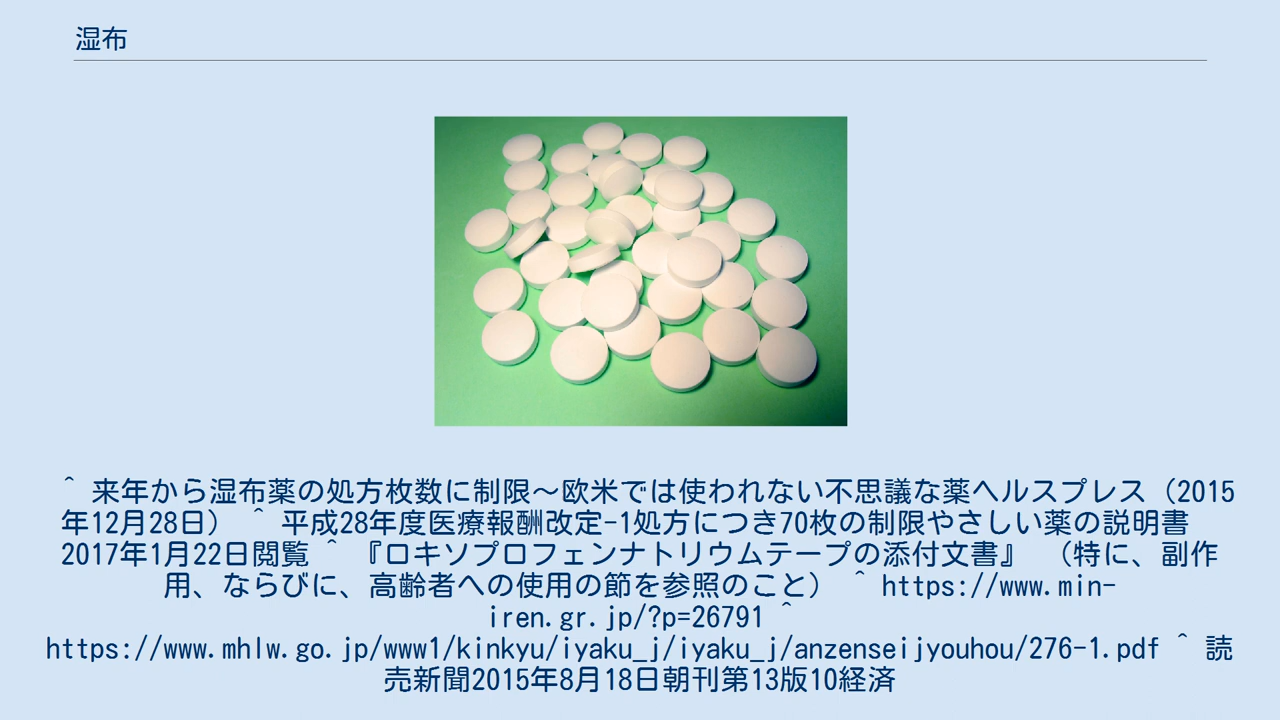 湿布
^ 来年から湿布薬の処方枚数に制限～欧米では使われない不思議な薬ヘルスプレス（2015
年12月28日） ^ 平成28年度医療報酬改定-1処方につき70枚の制限やさしい薬の説明書
2017年1月22日閲覧 ^ 『ロキソプロフェンナトリウムテープの添付文書』 （特に、副作
用、ならびに、高齢者への使用の節を参照のこと） ^ https://www.min-
iren.gr.jp/?p=26791 ^
https://www.mhlw.go.jp/www1/kinkyu/iyaku_j/iyaku_j/anzenseijyouhou/276-1.pdf ^ 読
売新聞2015年8月18日朝刊第13版10経済